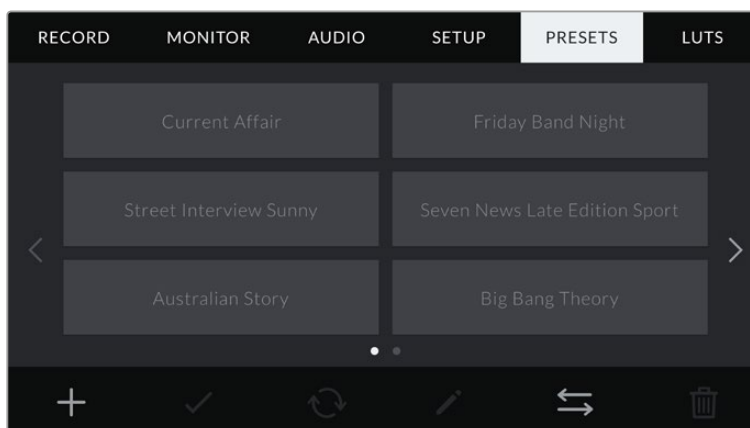 RECORD MONITOR AUDIO SETUP PRESETS LUTS
Current Affair Friday Band Night
Street Interview Sunny Seven News Late Edition Sport
Australian Story Big Bang Theory